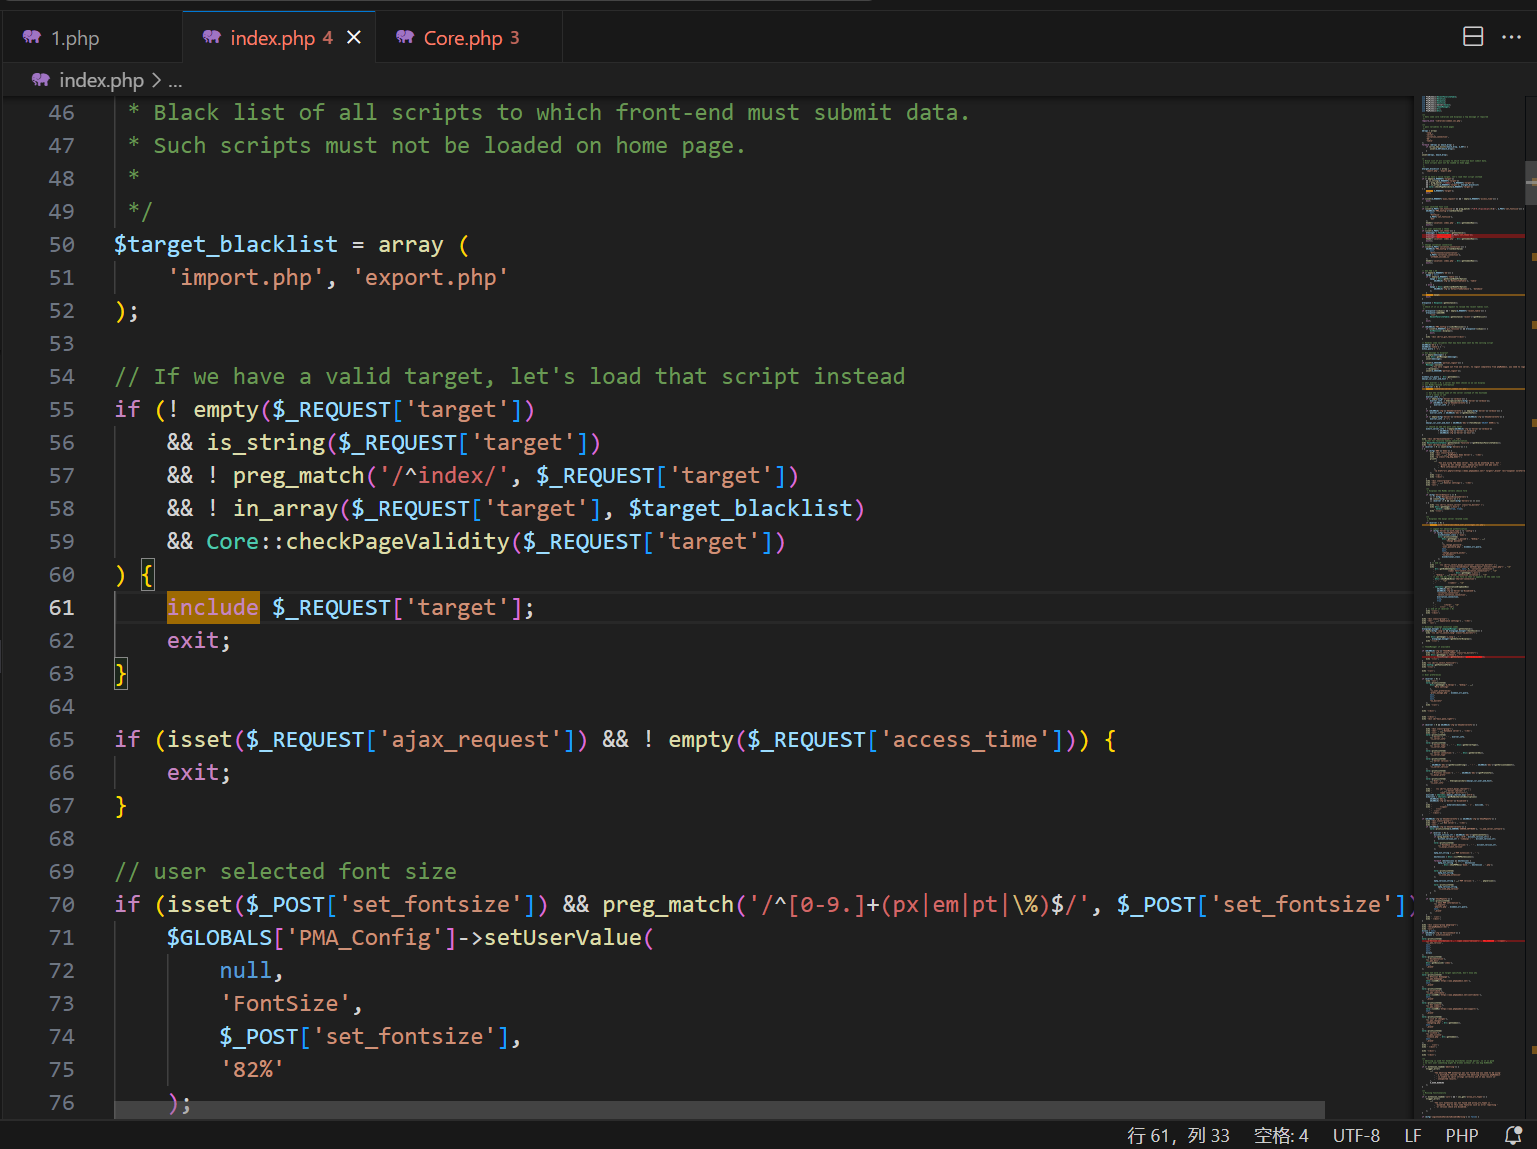 1.php index.php 4 Core.php 3
index.php > ...
46 * Black list of all scripts to which front-end must submit data.
47 * Such scripts must not be loaded on home page.
48 *
49 */
50 $target_blacklist = array (
51 'import.php', 'export.php'
52 );
53
54 // If we have a valid target, let's load that script instead
55 if (! empty($_REQUEST['target'])
56 && is_string($_REQUEST['target'])
57 && ! preg_match('/^index/', $_REQUEST['target'])
58 && ! in_array($_REQUEST['target'], $target_blacklist)
59 && Core::checkPageValidity($_REQUEST['target'])
60 ) {
61 include $_REQUEST['target'];
62 exit;
63 }
64
65 if (isset($_REQUEST['ajax_request']) && ! empty($_REQUEST['access_time'])) {
66 exit;
67 }
68
69 // user selected font size
70 if (isset($_POST['set_fontsize']) && preg_match('/^[0-9.]+(px|em|pt|\%)$/', $_POST['set_fontsize'])
71 $GLOBALS['PMA_Config']->setUserValue(
72 null,
73 'FontSize',
74 $_POST['set_fontsize'],
75 '82%'
76 );
行 61，列 33 空格: 4 UTF-8 LF PHP